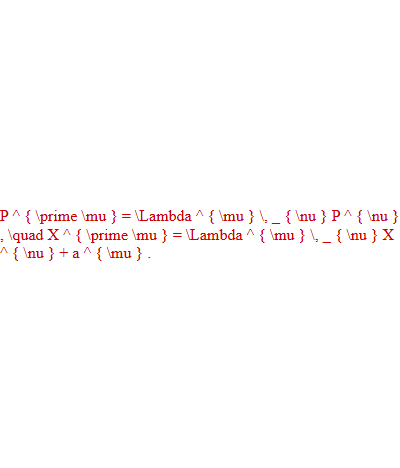 P ^ { \prime \mu } = \Lambda ^ { \mu } \, _ { \nu } P ^ { \nu }
, \quad X ^ { \prime \mu } = \Lambda ^ { \mu } \, _ { \nu } X
^ { \nu } + a ^ { \mu } .